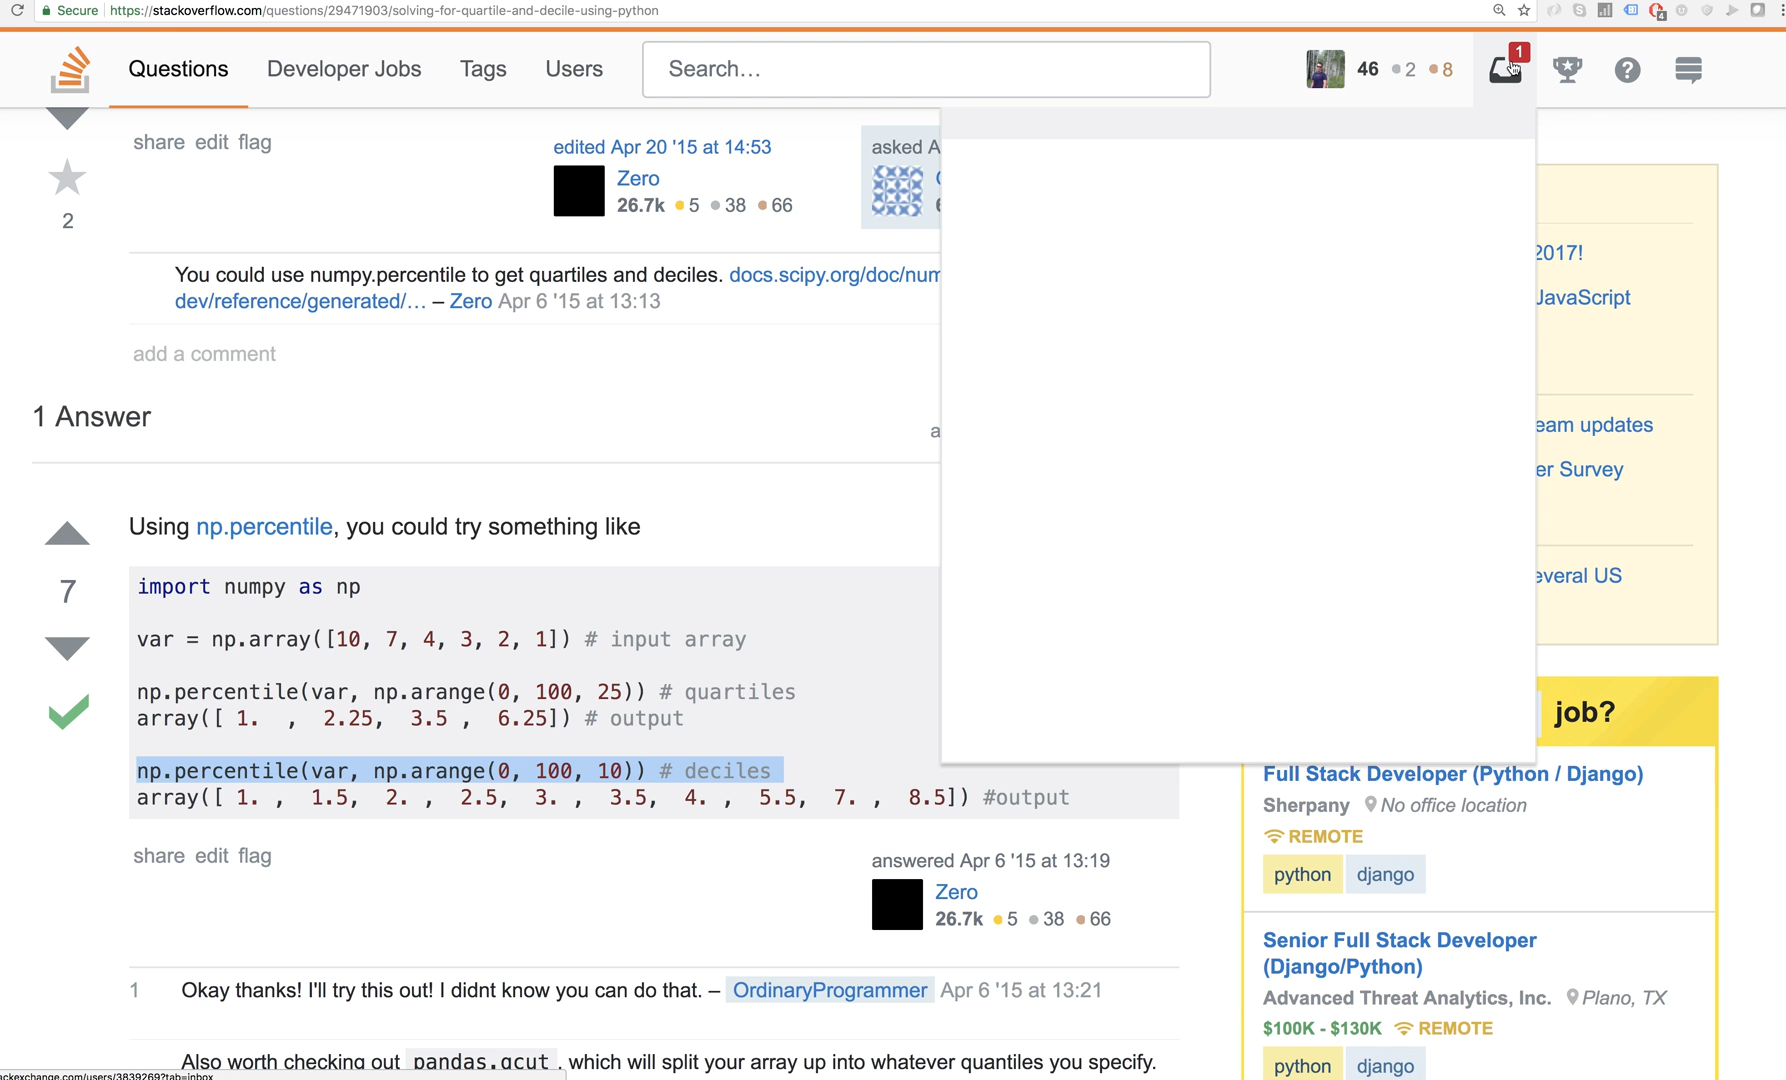 Secure https://stackoverflow.com/questions/29471903/solving-for-quartile-and-decile-using-python
4
Questions Developer Jobs Tags Users Search… 46 2 8 1
share edit flag
2
edited Apr 20 '15 at 14:53
Zero
26.7k 5 38 66
asked A
You could use numpy.percentile to get quartiles and deciles. docs.scipy.org/doc/num
dev/reference/generated/… – Zero Apr 6 '15 at 13:13
add a comment
1 Answer
a
2017!
JavaScript
eam updates
er Survey
everal US
7
Using np.percentile, you could try something like
import numpy as np
var = np.array([10, 7, 4, 3, 2, 1]) # input array
np.percentile(var, np.arange(0, 100, 25)) # quartiles
array([ 1. , 2.25, 3.5 , 6.25]) # output
np.percentile(var, np.arange(0, 100, 10)) # deciles
array([ 1. , 1.5, 2. , 2.5, 3. , 3.5, 4. , 5.5, 7. , 8.5]) #output
share edit flag
answered Apr 6 '15 at 13:19
Zero
26.7k 5 38 66
1 Okay thanks! I'll try this out! I didnt know you can do that. – OrdinaryProgrammer Apr 6 '15 at 13:21
Also worth checking out pandas.qcut , which will split your array up into whatever quantiles you specify.
job?
Full Stack Developer (Python / Django)
Sherpany No office location
REMOTE
python django
Senior Full Stack Developer
(Django/Python)
Advanced Threat Analytics, Inc. Plano, TX
$100K - $130K REMOTE
python django
ackexchange.com/users/3839269?tab=inbox